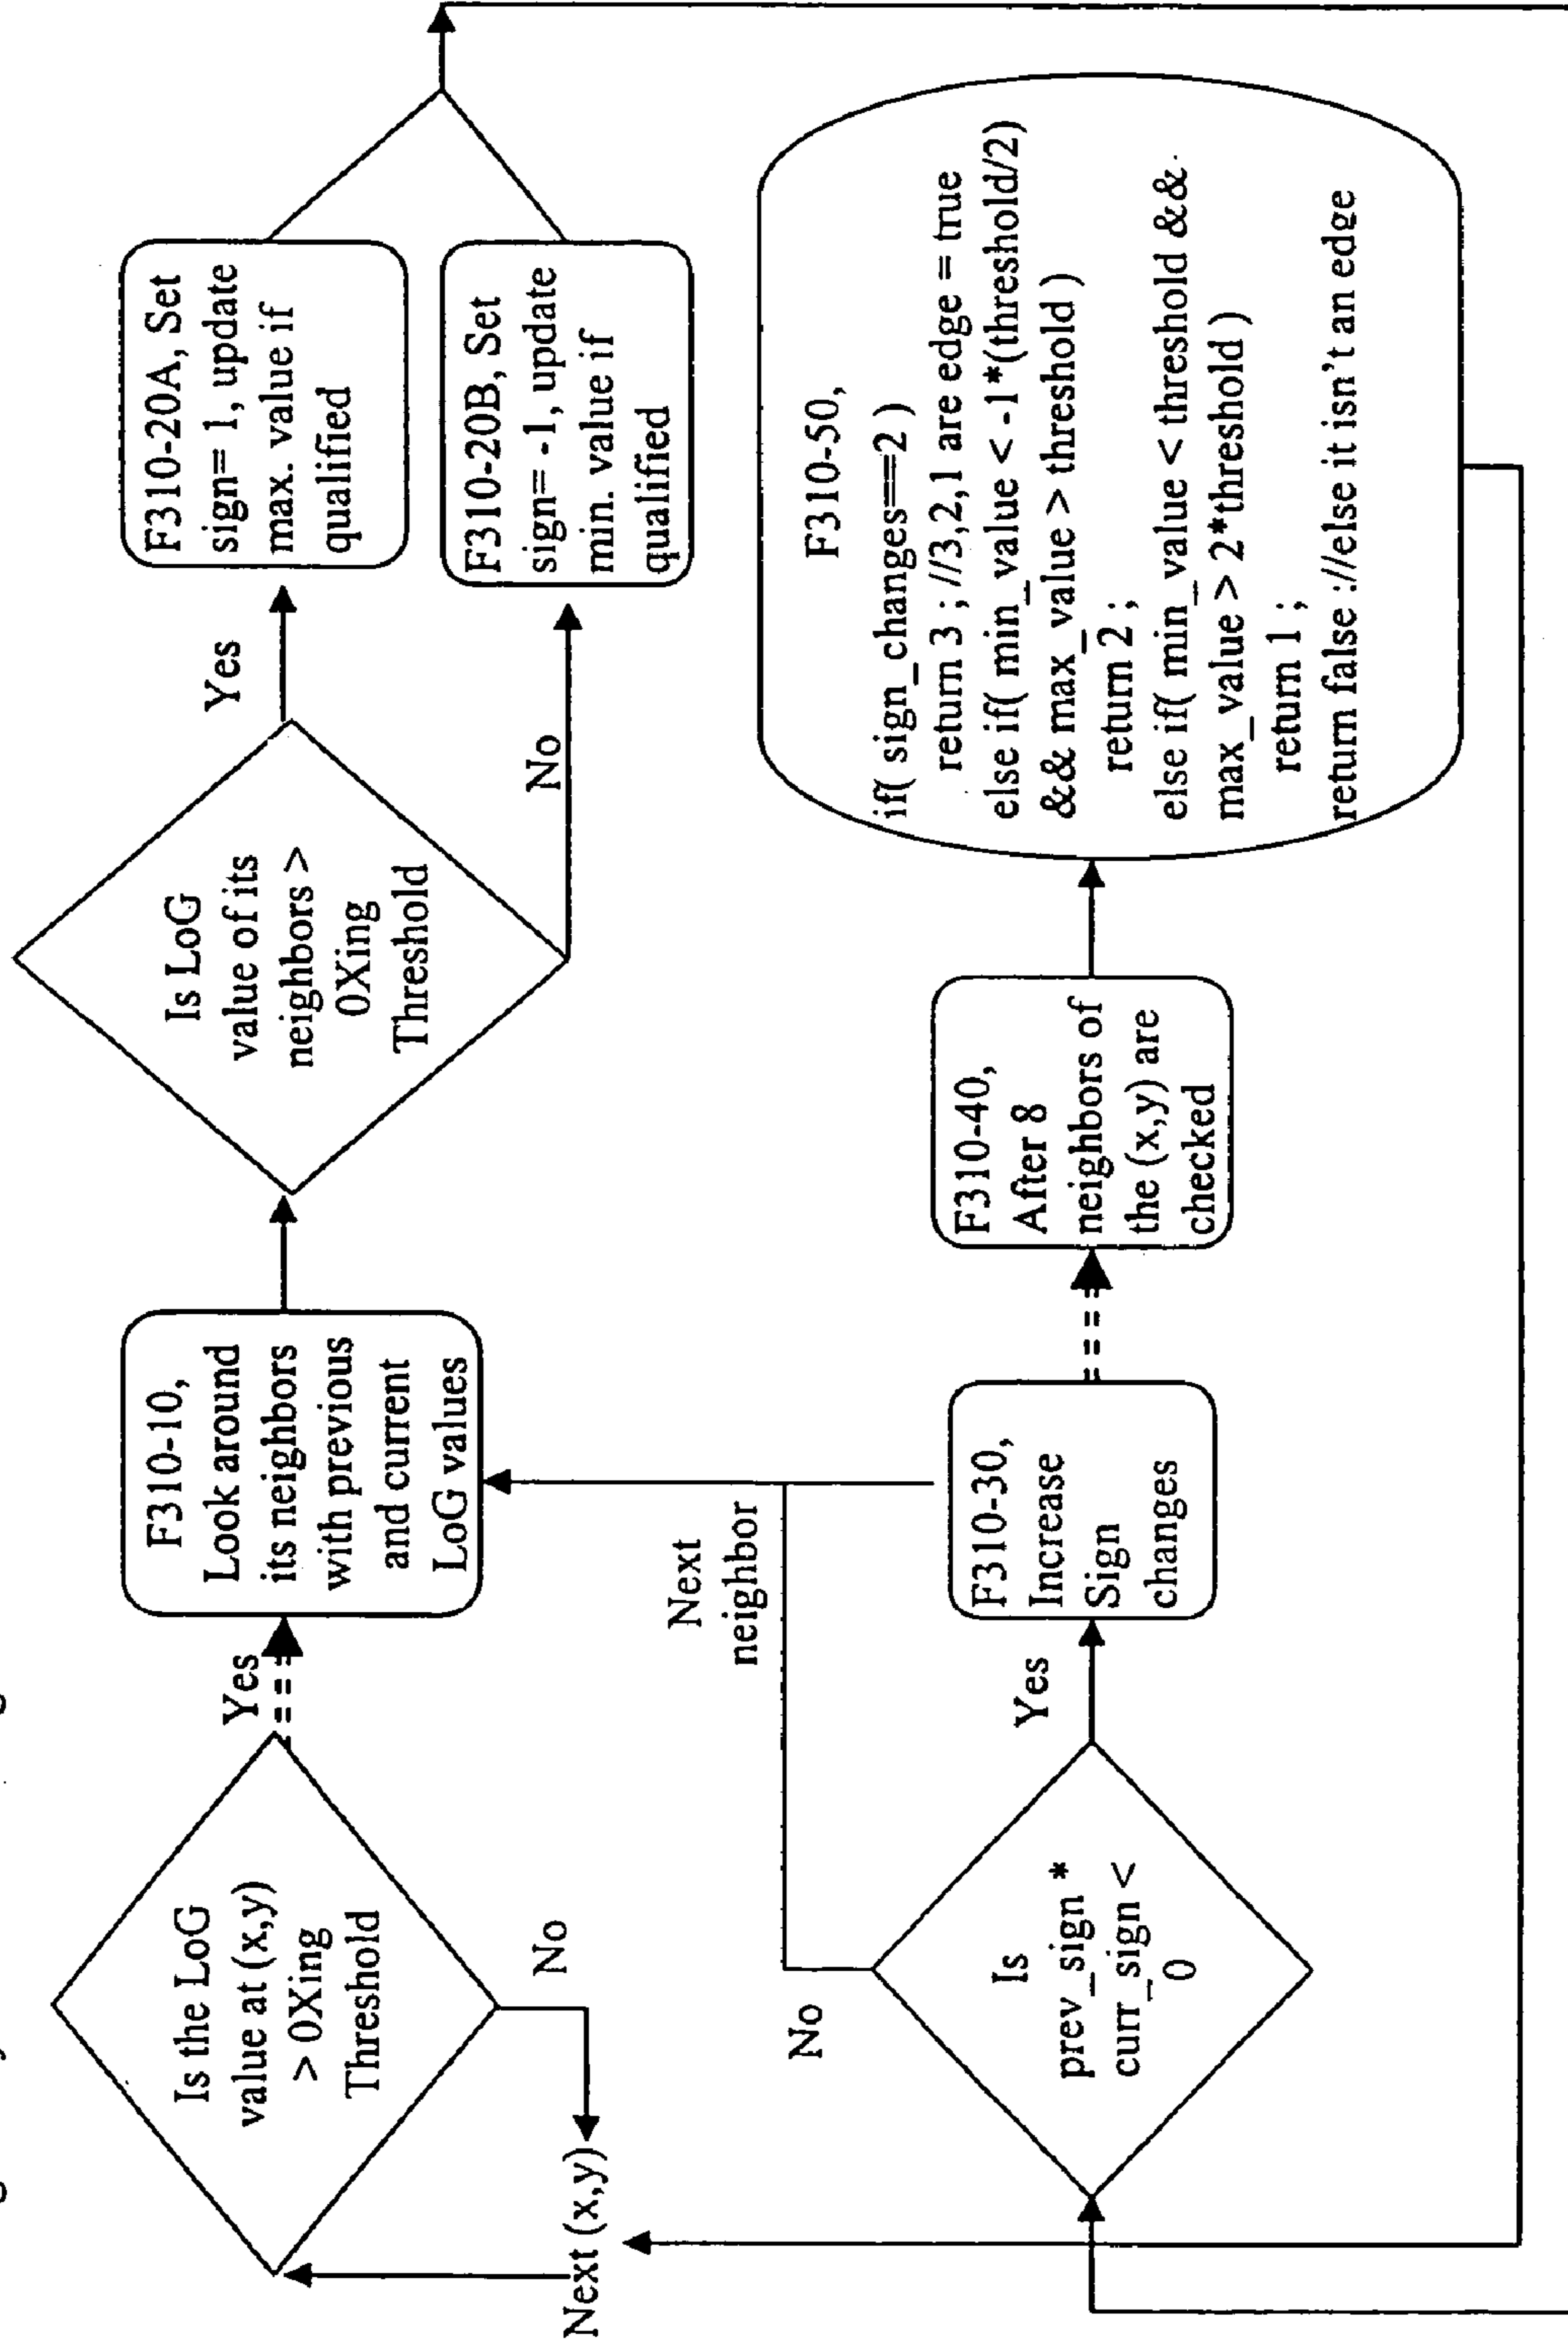 Is the LoG
value at (x,y)
> 0Xing
Threshold
Yes
No
Next (x,y)
F310-10,
Look around
its neighbors
with previous
and current
LoG values
Is LoG
value of its
neighbors >
0Xing
Threshold
Yes
No
F310-20A, Set
sign= 1, update
max. value if
qualified
F310-20B, Set
sign= -1, update
min. value if
qualified
Next
neighbor
No
Is
prev_sign *
curr_sign <
0
Yes
F310-30,
Increase
Sign
changes
F310-40,
After 8
neighbors of
the (x,y) are
checked
F310-50,
if( sign_changes==2 )
return 3 ; //3,2,1 are edge = true
else if( min_value < -1*(threshold/2)
&& max_value > threshold )
return 2 ;
else if( min_value < threshold &&
max_value > 2*threshold )
return 1 ;
return false ://else it isn't an edge